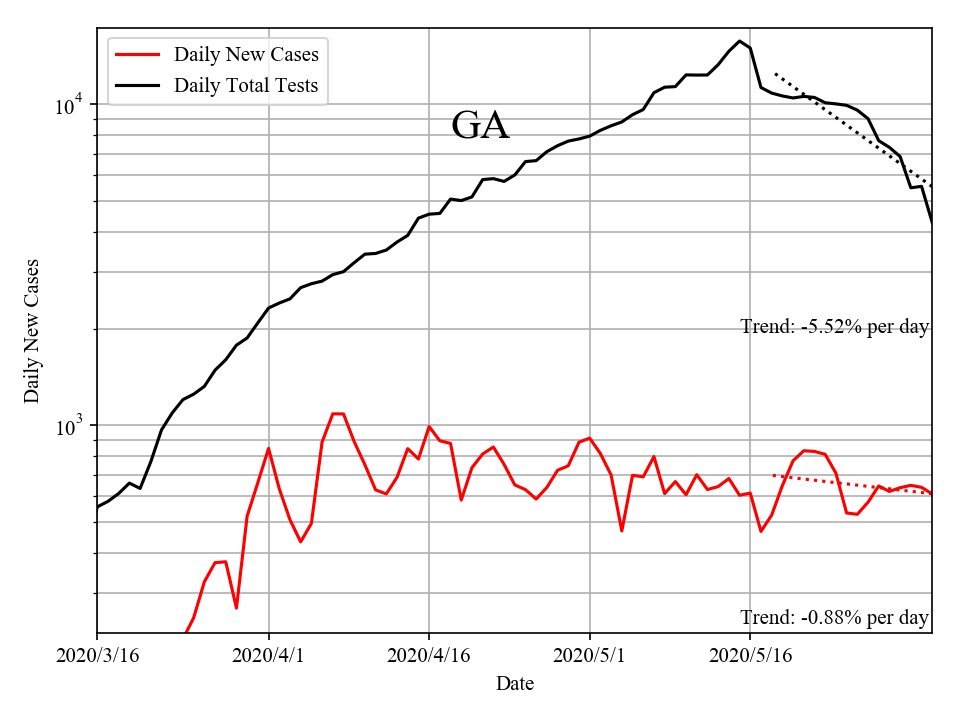 Daily New Cases
Daily Total Tests
GA
10^4
10^3
Daily New Cases
Trend: -5.52% per day
Trend: -0.88% per day
2020/3/16 2020/4/1 2020/4/16 2020/5/1 2020/5/16
Date